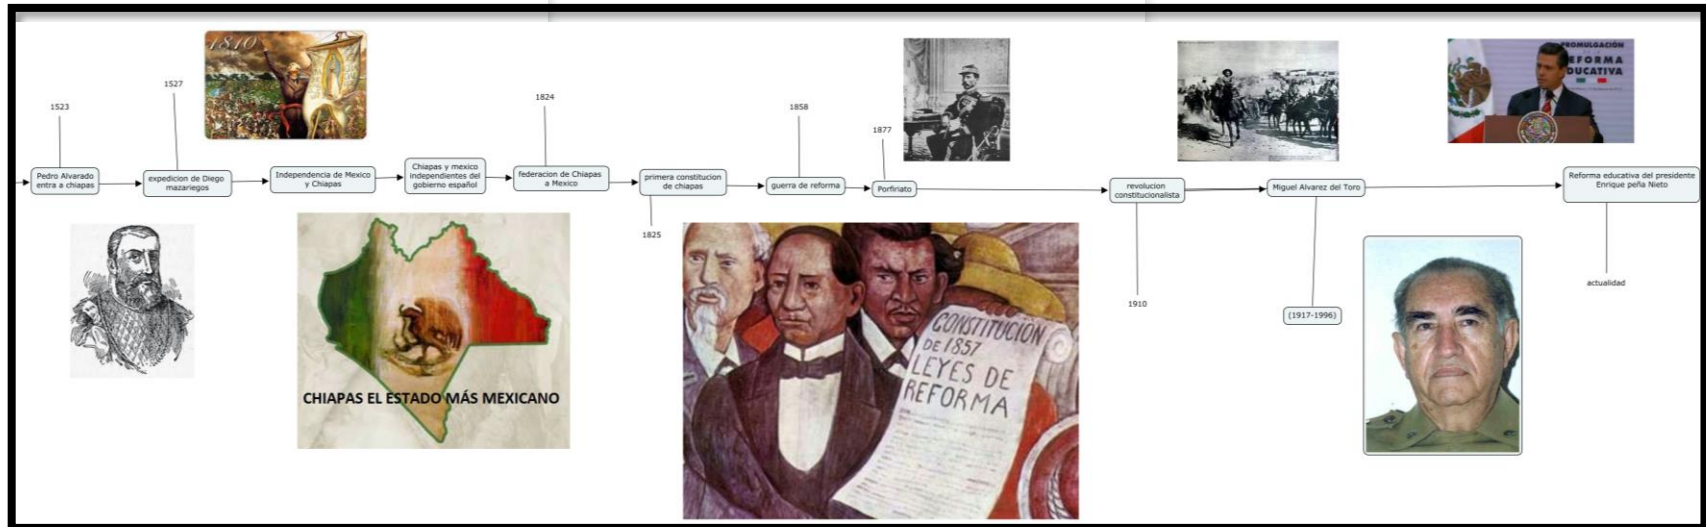 1810
1523
1527
1824
1858
1877
PROMULGACIÓN
REFORMA
EDUCATIVA
Pedro Alvarado
entra a chiapas
expedicion de Diego
mazariegos
Independencia de Mexico
y Chiapas
Chiapas y mexico
independientes del
gobierno español
federacion de Chiapas
a Mexico
primera constitucion
de chiapas
guerra de reforma
Porfiriato
revolucion
constitucionalista
Miguel Alvarez del Toro
Reforma educativa del presidente
Enrique peña Nieto
1825
1910
(1917-1996)
actualidad
CHIAPAS EL ESTADO MÁS MEXICANO
CONSTITUCIÓN
DE 1857
LEYES DE
REFORMA